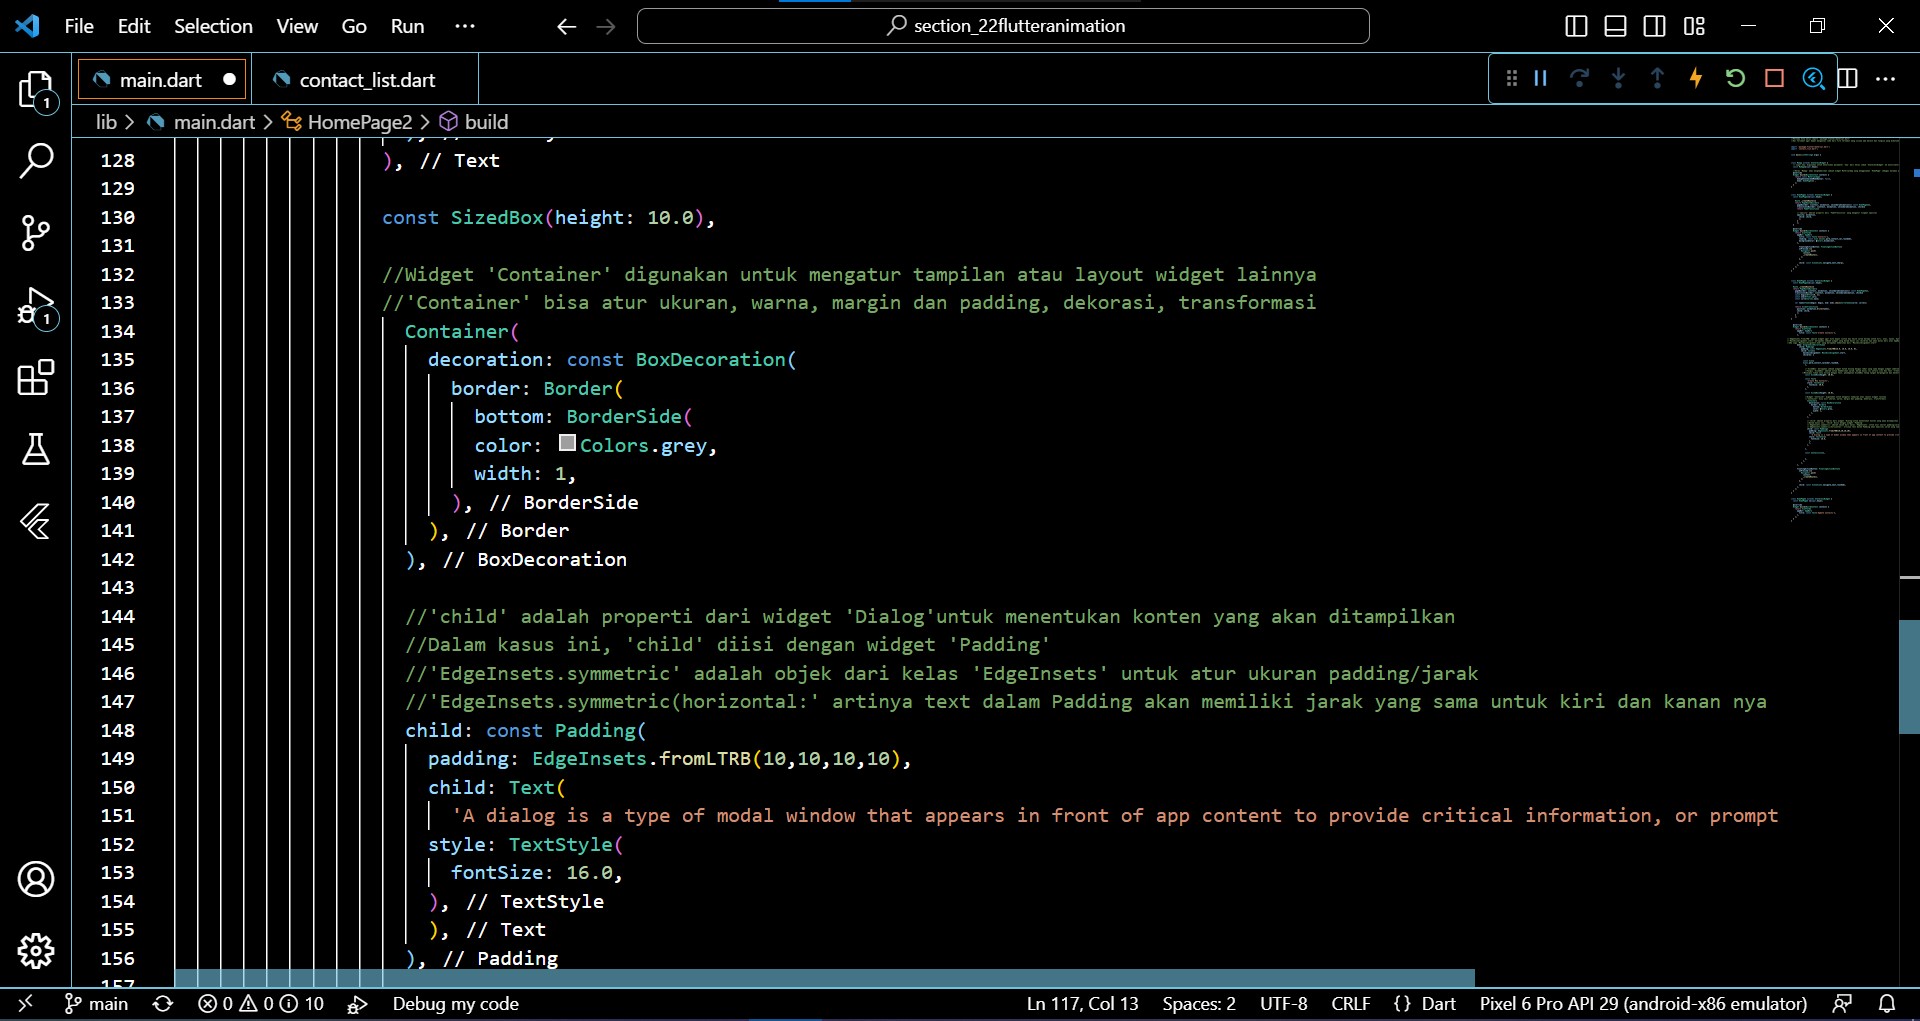 File Edit Selection View Go Run ··· section_22flutteranimation
main.dart contact_list.dart
1
lib > main.dart > HomePage2 > build
128 ), // Text
129
130 const SizedBox(height: 10.0),
131
132 //Widget 'Container' digunakan untuk mengatur tampilan atau layout widget lainnya
133 //'Container' bisa atur ukuran, warna, margin dan padding, dekorasi, transformasi
1
134 Container(
135 decoration: const BoxDecoration(
136 border: Border(
137 bottom: BorderSide(
138 color: Colors.grey,
139 width: 1,
140 ), // BorderSide
141 ), // Border
142 ), // BoxDecoration
143
144 //'child' adalah properti dari widget 'Dialog'untuk menentukan konten yang akan ditampilkan
145 //Dalam kasus ini, 'child' diisi dengan widget 'Padding'
146 //'EdgeInsets.symmetric' adalah objek dari kelas 'EdgeInsets' untuk atur ukuran padding/jarak
147 //'EdgeInsets.symmetric(horizontal:' artinya text dalam Padding akan memiliki jarak yang sama untuk kiri dan kanan nya
148 child: const Padding(
149 padding: EdgeInsets.fromLTRB(10,10,10,10),
150 child: Text(
151 'A dialog is a type of modal window that appears in front of app content to provide critical information, or prompt
152 style: TextStyle(
153 fontSize: 16.0,
154 ), // TextStyle
155 ), // Text
156 ), // Padding
157
main 0 0 10 Debug my code Ln 117, Col 13 Spaces: 2 UTF-8 CRLF {} Dart Pixel 6 Pro API 29 (android-x86 emulator)